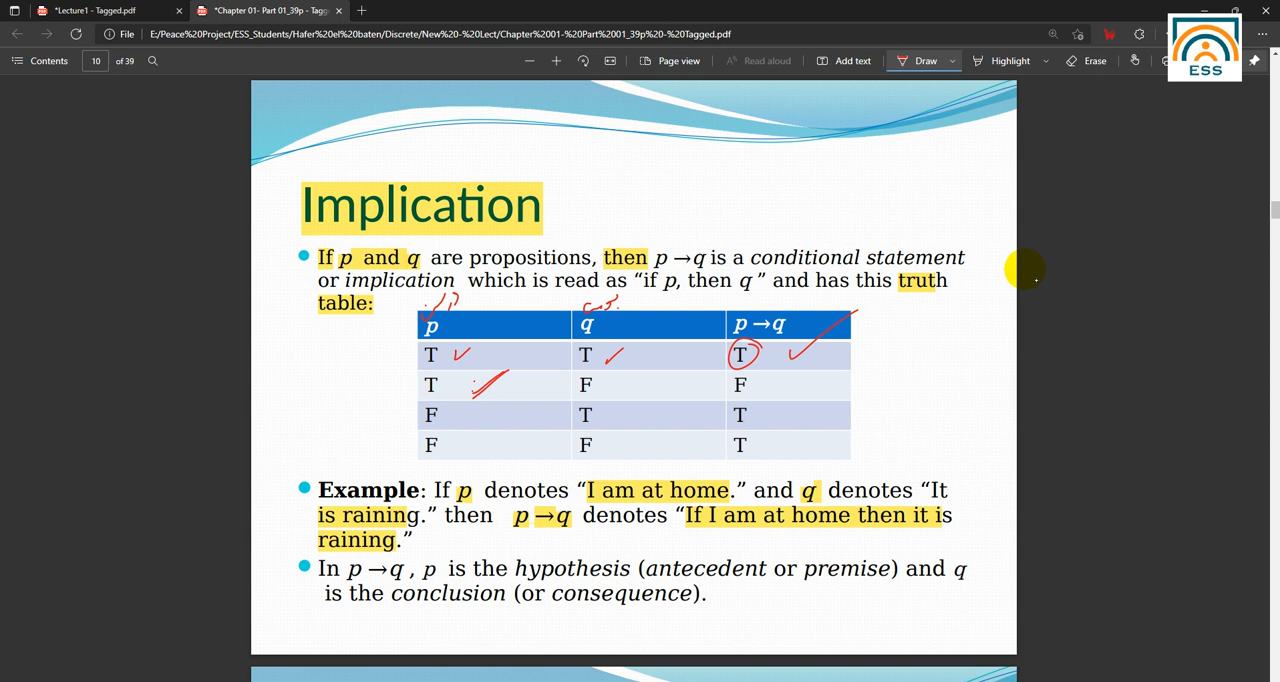 *Lecture1 - Tagged.pdf
*Chapter 01- Part 01_39p - Tagg
File
E:/Peace%20Project/ESS_Students/Hafer%20el%20baten/Discrete/New%20-%20Lect/Chapter%2001-%20Part%2001_39p%20-%20Tagged.pdf
Contents
10
of 39
Page view
Read aloud
Add text
Draw
Highlight
Erase
ESS
Implication
If p and q are propositions, then p →q is a conditional statement
or implication which is read as “if p, then q ” and has this truth
table:
p q p →q
T T T
T F F
F T T
F F T
Example: If p denotes “I am at home.” and q denotes “It
is raining.” then p →q denotes “If I am at home then it is
raining.”
In p →q , p is the hypothesis (antecedent or premise) and q
is the conclusion (or consequence).